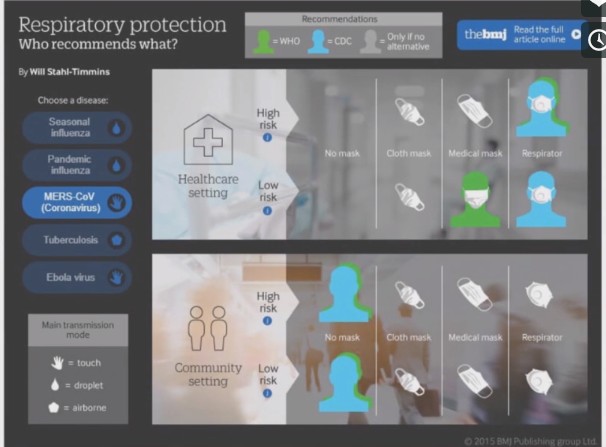 Respiratory protection
Who recommends what?
Recommendations
= WHO
= CDC
= Only if no
alternative
thebmj
Read the full
article online
By Will Stahl-Timmins
Choose a disease:
Seasonal
influenza
Pandemic
influenza
MERS-CoV
(Coronavirus)
Tuberculosis
Ebola virus
Main transmission
mode
= touch
= droplet
= airborne
Healthcare
setting
High
risk
i
No mask
Cloth mask
Medical mask
Respirator
Low
risk
i
Community
setting
High
risk
i
No mask
Cloth mask
Medical mask
Respirator
Low
risk
i
© 2015 BMJ Publishing group Ltd.